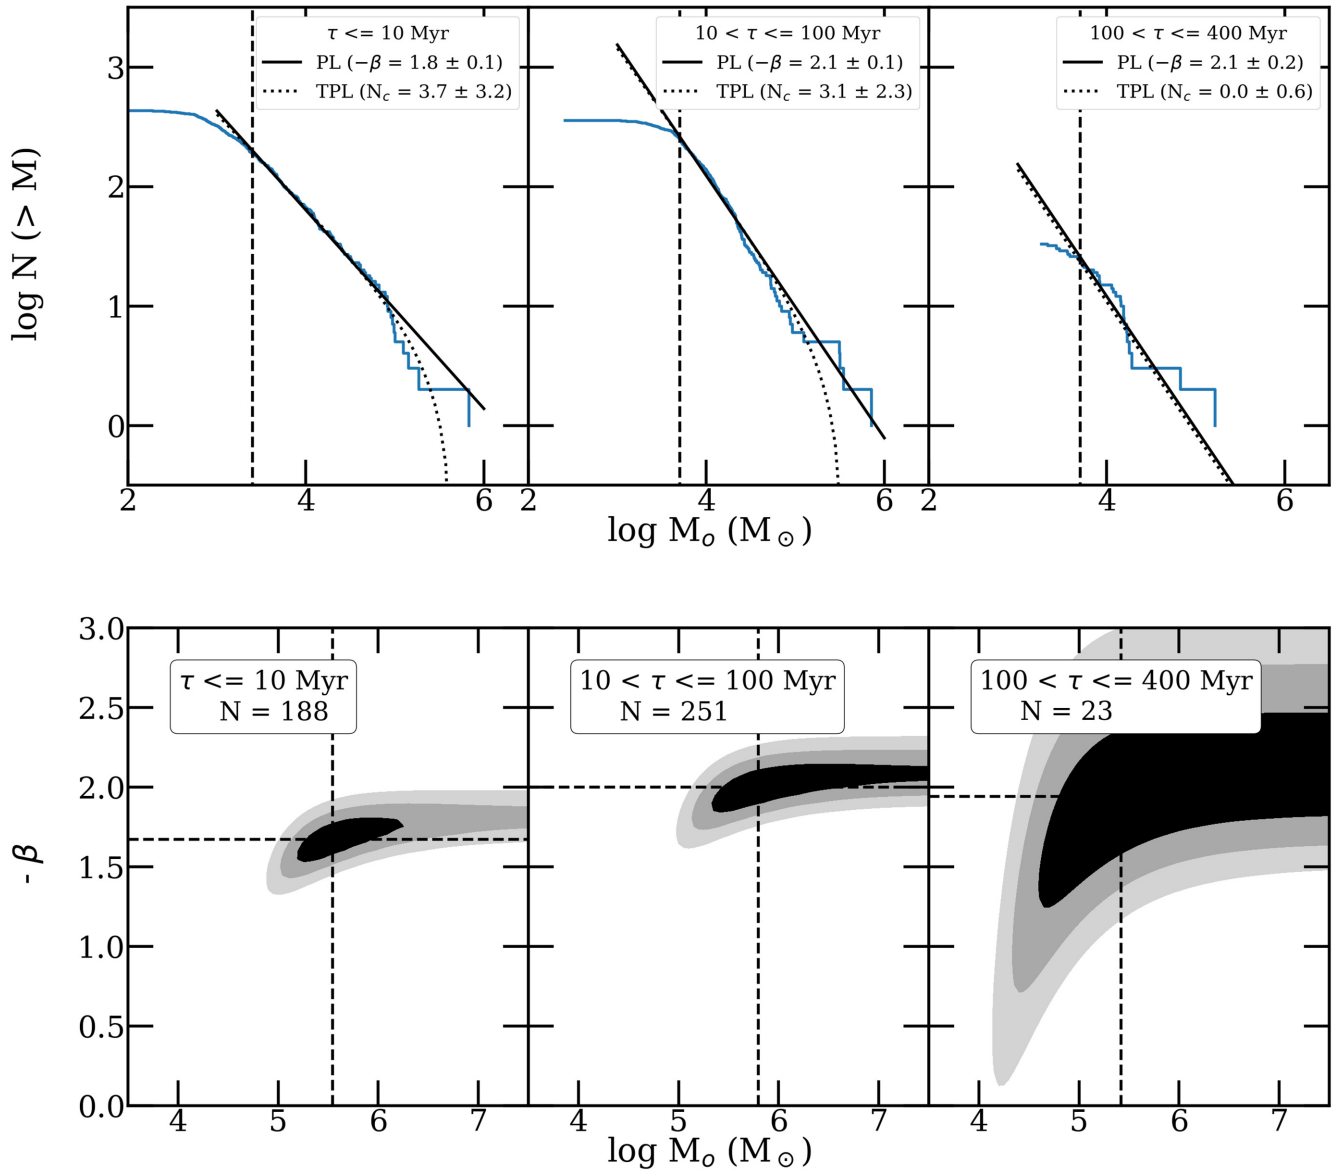 τ <= 10 Myr
PL (−β = 1.8 ± 0.1)
TPL (N_c = 3.7 ± 3.2)
10 < τ <= 100 Myr
PL (−β = 2.1 ± 0.1)
TPL (N_c = 3.1 ± 2.3)
100 < τ <= 400 Myr
PL (−β = 2.1 ± 0.2)
TPL (N_c = 0.0 ± 0.6)
log N (> M)
3
2
1
0
2 4 6 2 4 6 2 4 6
log M_o (M_⊙)
τ <= 10 Myr
N = 188
10 < τ <= 100 Myr
N = 251
100 < τ <= 400 Myr
N = 23
- β
3.0
2.5
2.0
1.5
1.0
0.5
0.0
4 5 6 7 4 5 6 7 4 5 6 7
log M_o (M_⊙)